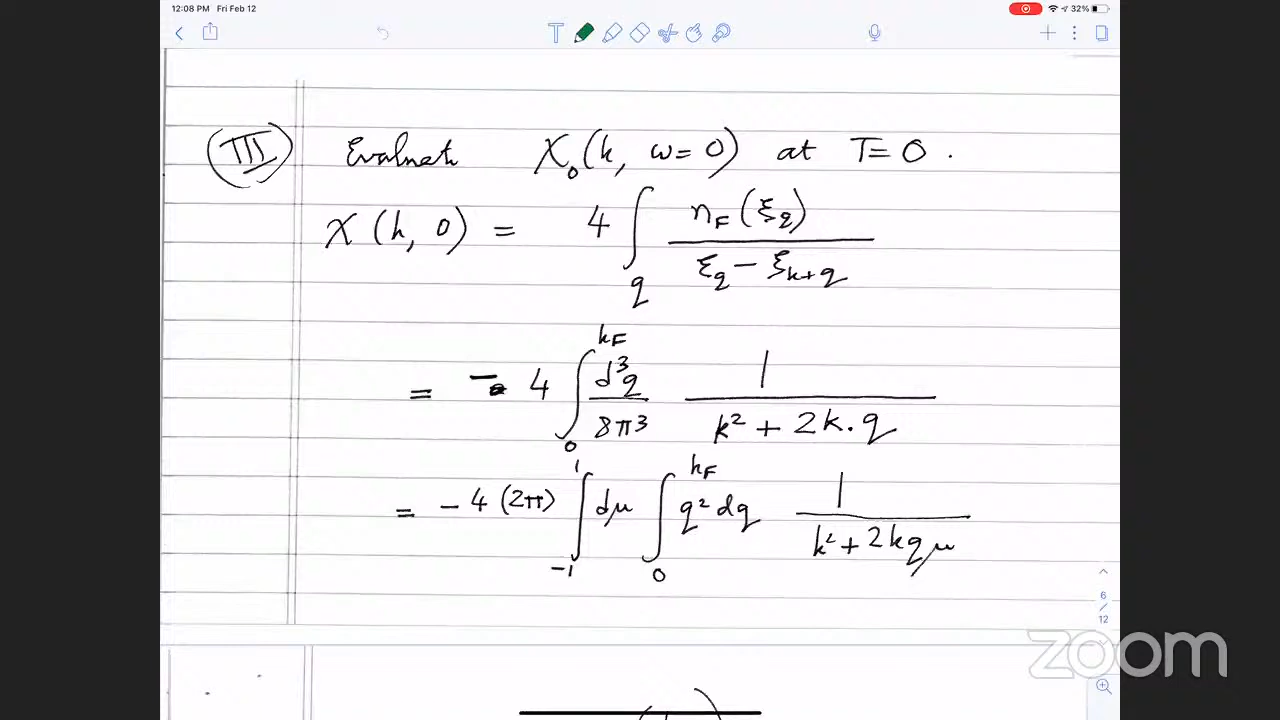 12:08 PM Fri Feb 12
32%
(III) Evaluate χ₀(k, ω=0) at T=0.
χ(k, 0) = 4 ∫_q n_F(ξ_q) / (ξ_q − ξ_{k+q})
= − 4 ∫₀^{k_F} d³q/8π³ 1/(k² + 2k·q)
= − 4 (2π) ∫₋₁¹ dμ ∫₀^{k_F} q² dq 1/(k² + 2kqμ)
6
/
12
zoom